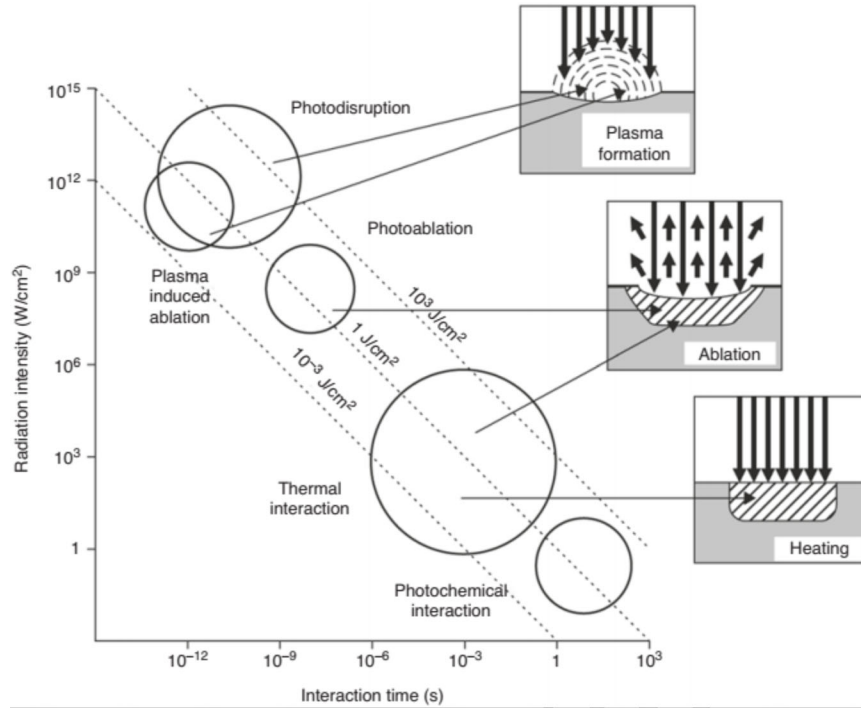 Radiation intensity (W/cm²)
10¹⁵
10¹²
10⁹
10⁶
10³
1
Photodisruption
Plasma
formation
Photoablation
Plasma
induced
ablation
10³ J/cm²
1 J/cm²
10⁻³ J/cm²
Ablation
Thermal
interaction
Heating
Photochemical
interaction
10⁻¹² 10⁻⁹ 10⁻⁶ 10⁻³ 1 10³
Interaction time (s)